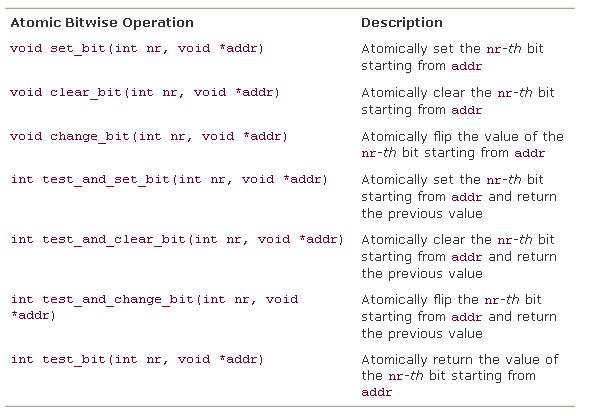 Atomic Bitwise Operation Description
void set_bit(int nr, void *addr) Atomically set the nr-th bit
starting from addr
void clear_bit(int nr, void *addr) Atomically clear the nr-th bit
starting from addr
void change_bit(int nr, void *addr) Atomically flip the value of the
nr-th bit starting from addr
int test_and_set_bit(int nr, void *addr) Atomically set the nr-th bit
starting from addr and return
the previous value
int test_and_clear_bit(int nr, void *addr) Atomically clear the nr-th bit
starting from addr and return
the previous value
int test_and_change_bit(int nr, void Atomically flip the nr-th bit
*addr) starting from addr and return
the previous value
int test_bit(int nr, void *addr) Atomically return the value of
the nr-th bit starting from
addr